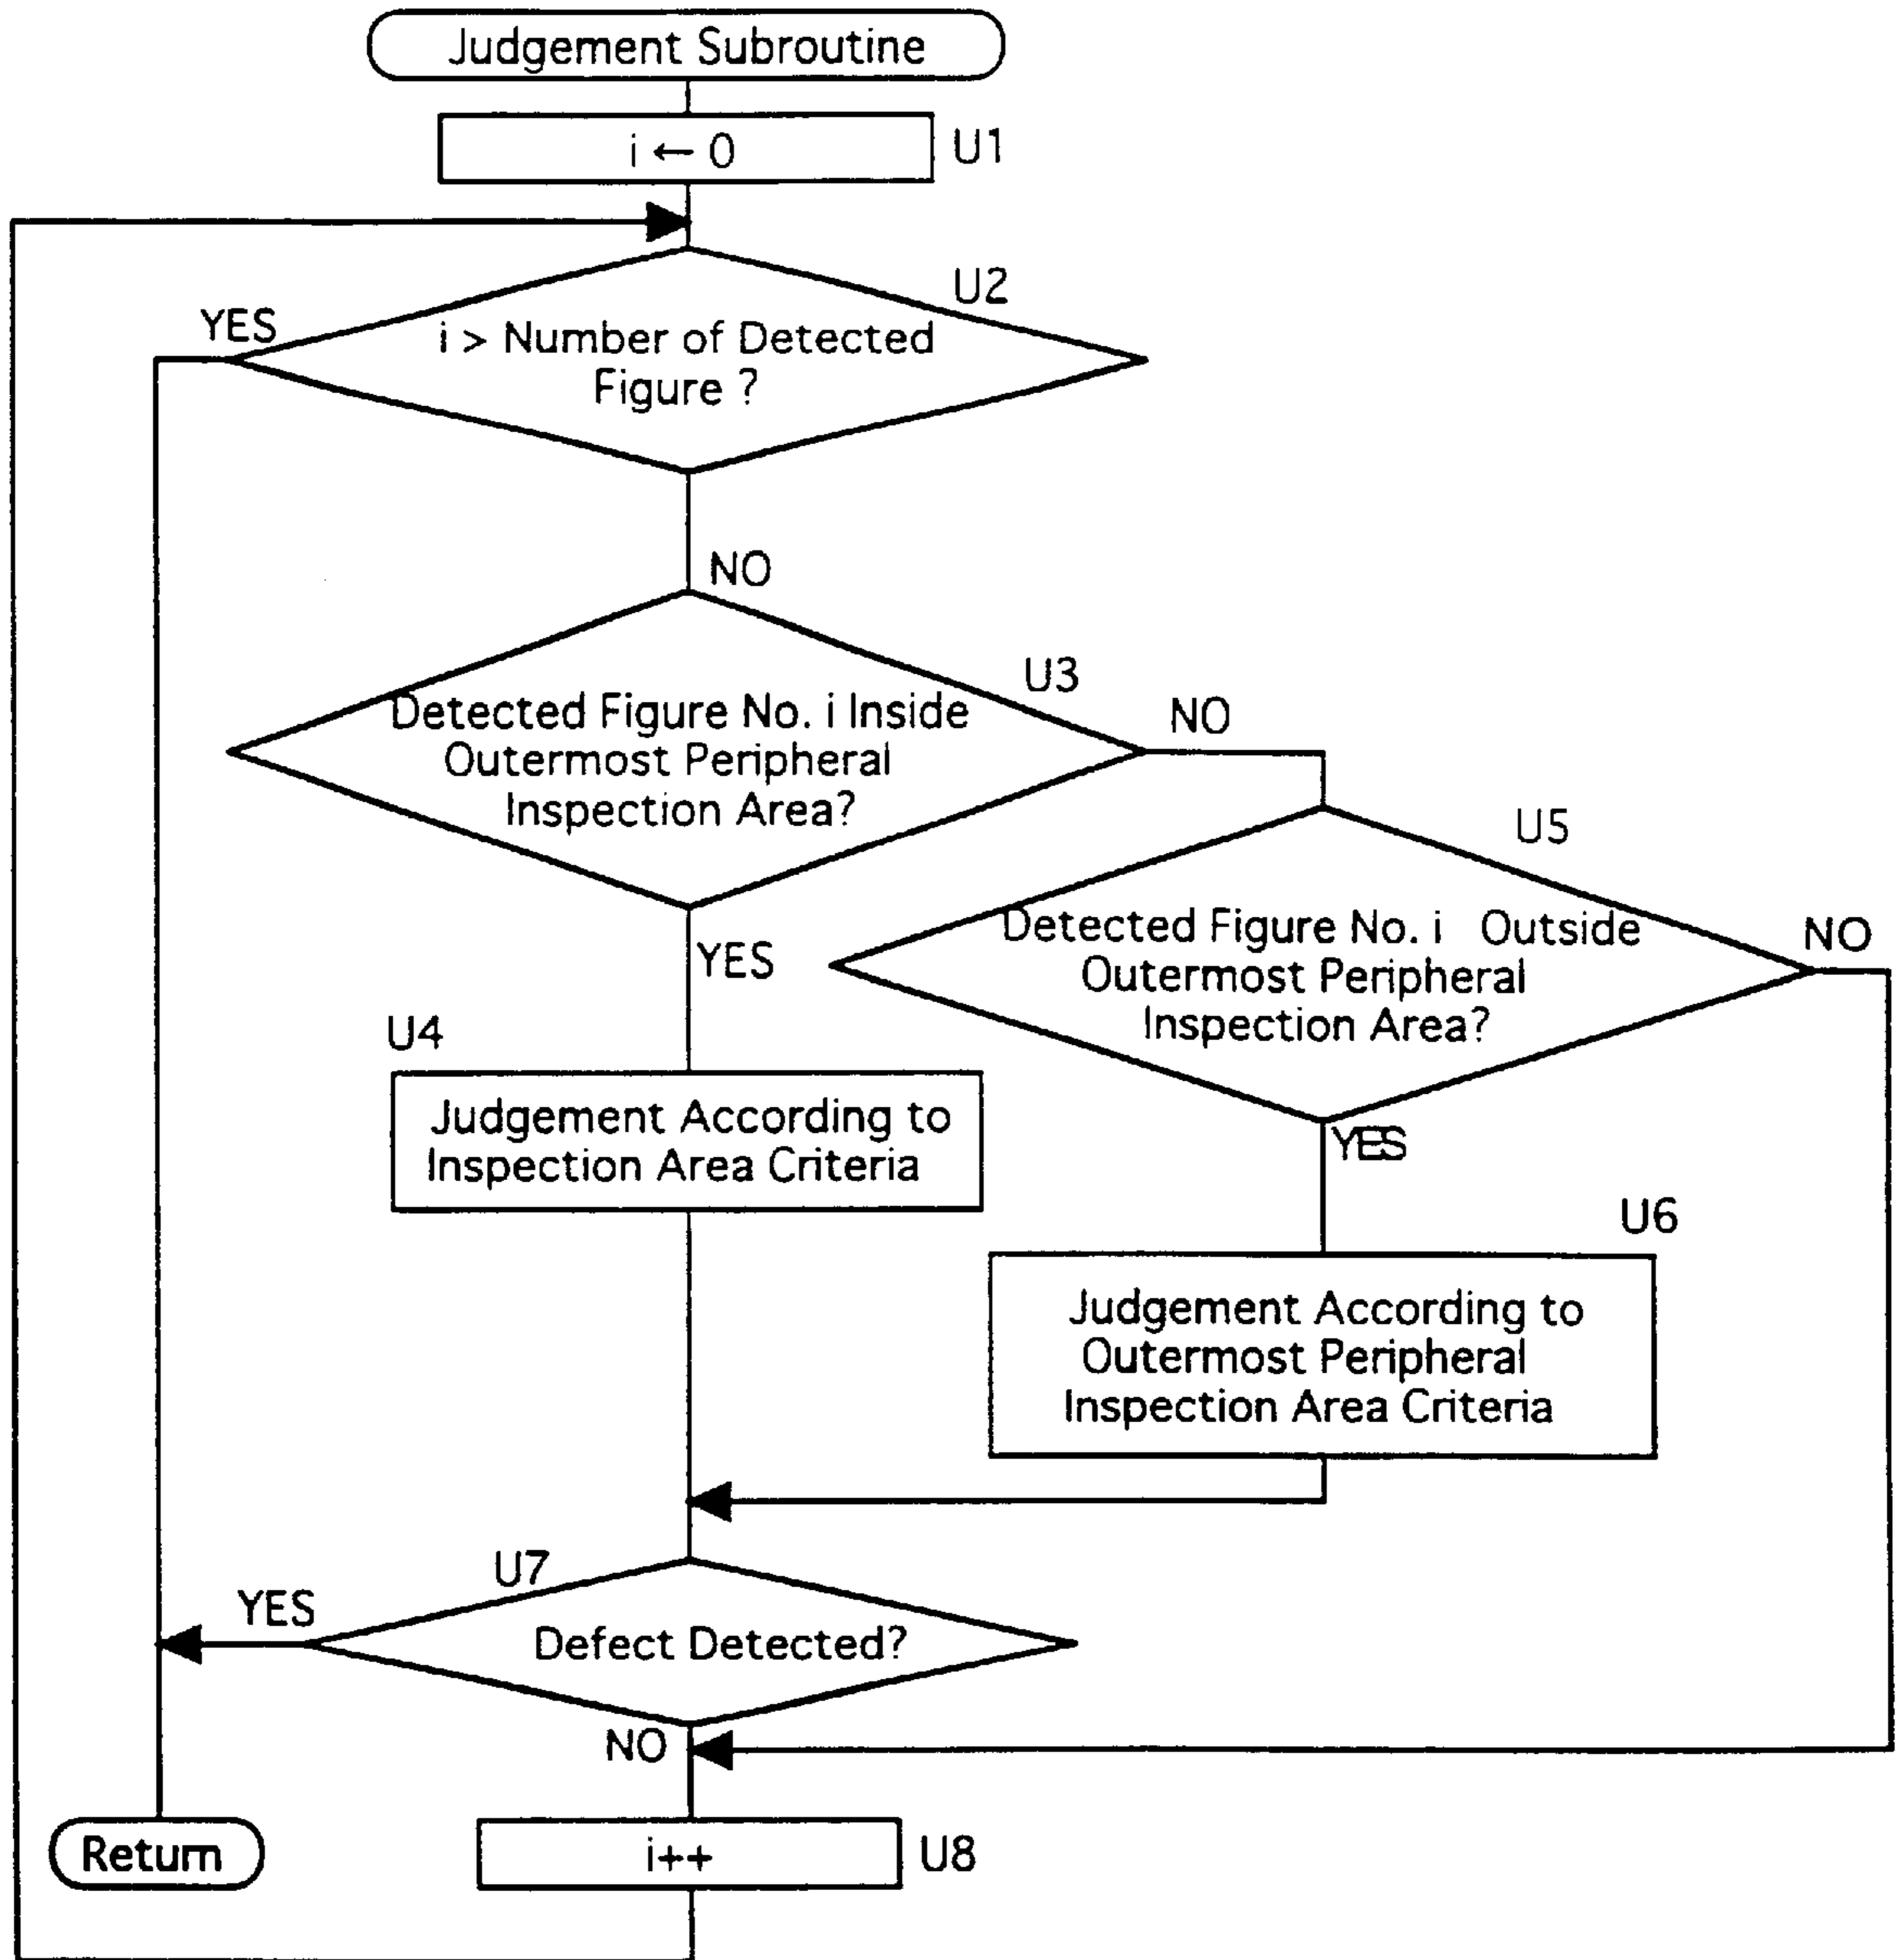 Judgement Subroutine
i ← 0
U1
U2
YES
i > Number of Detected
Figure ?
NO
U3
Detected Figure No. i Inside
Outermost Peripheral
Inspection Area?
NO
U5
YES
Detected Figure No. i Outside
Outermost Peripheral
Inspection Area?
NO
U4
Judgement According to
Inspection Area Criteria
YES
U6
Judgement According to
Outermost Peripheral
Inspection Area Criteria
U7
YES
Defect Detected?
NO
Return
i++
U8